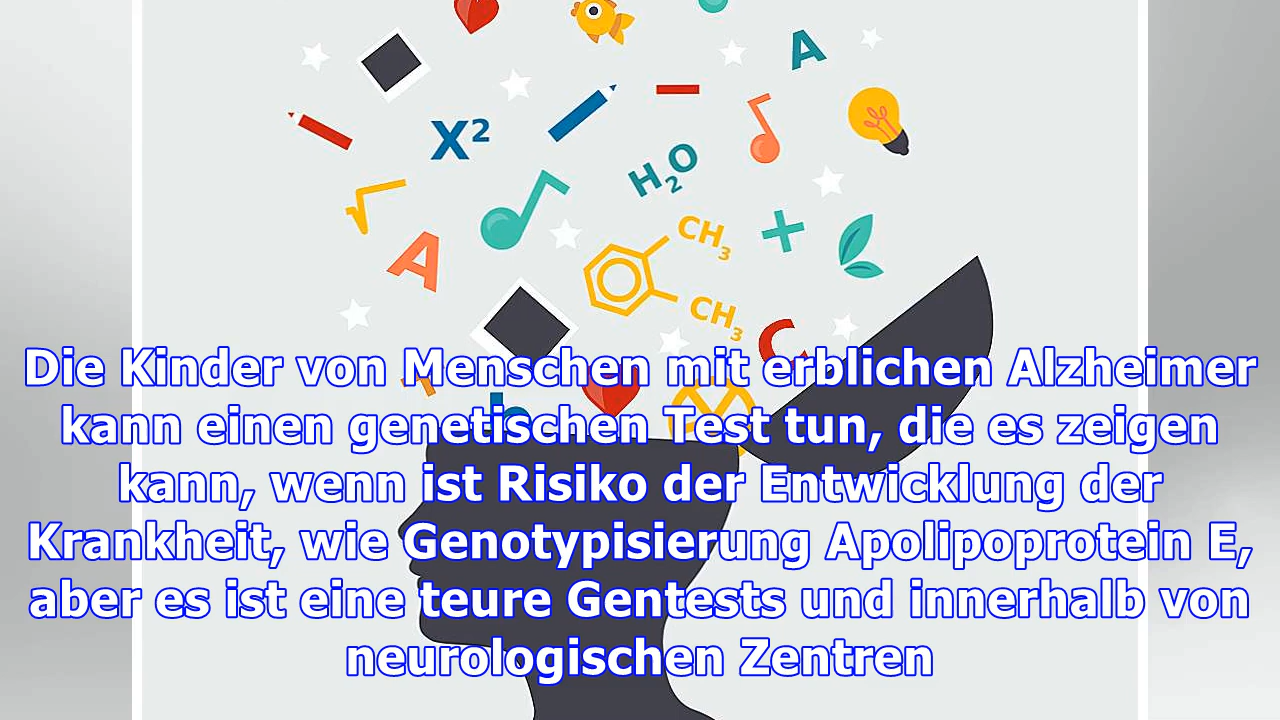 A
X²
H₂O
A
CH₃
CH₃
C
Die Kinder von Menschen mit erblichen Alzheimer
kann einen genetischen Test tun, die es zeigen
kann, wenn ist Risiko der Entwicklung der
Krankheit, wie Genotypisierung Apolipoprotein E,
aber es ist eine teure Gentests und innerhalb von
neurologischen Zentren